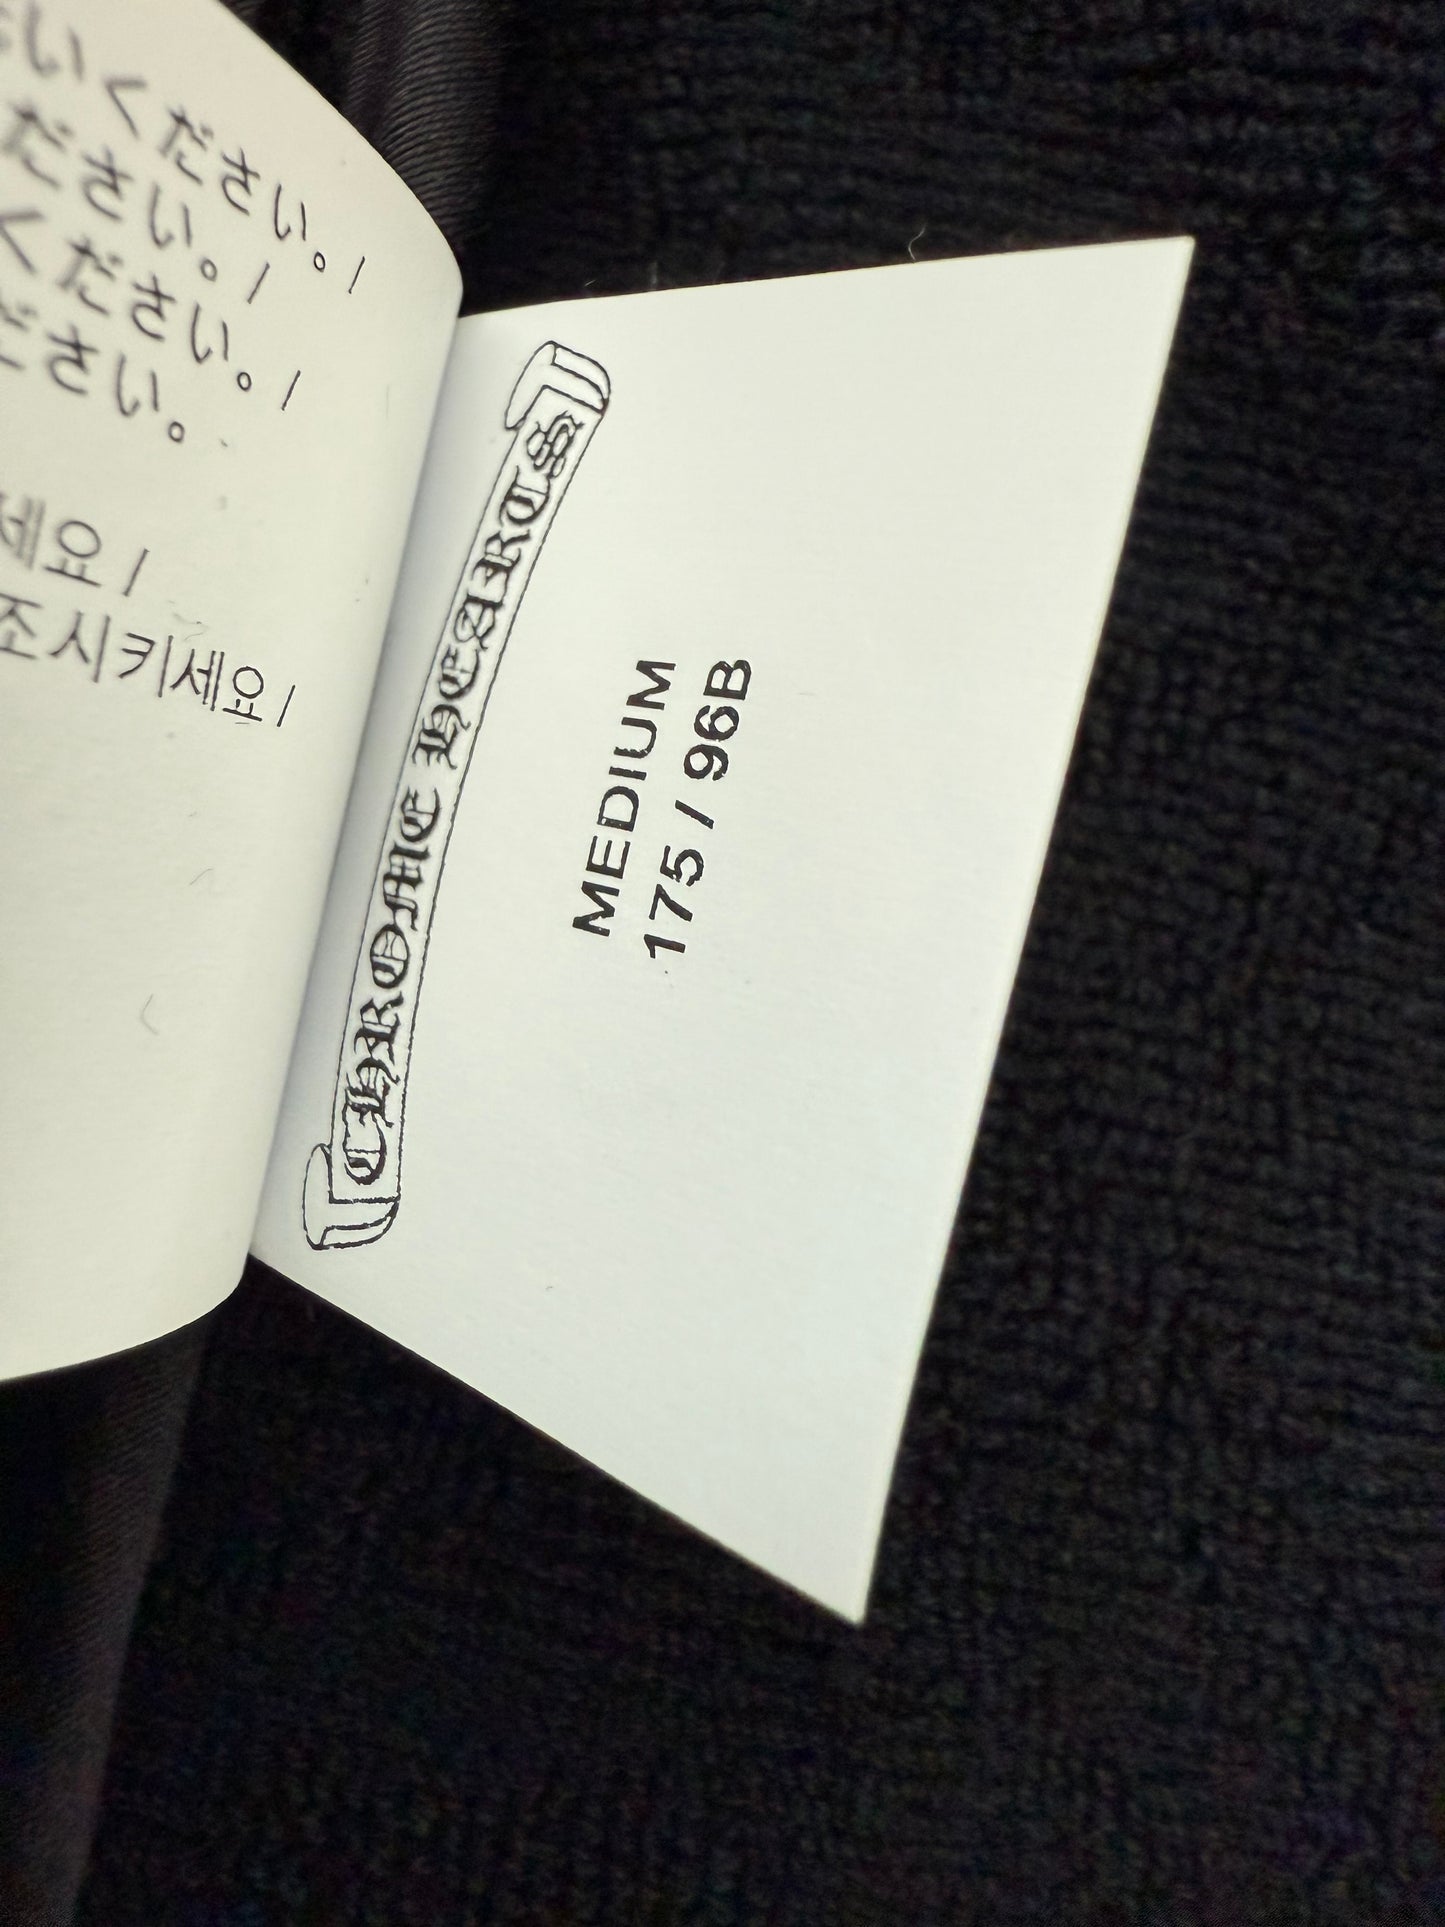 ください。/
ださい。/
ください。/
ださい。
세요 /
조시키세요 /
CHROME HEARTS
MEDIUM
175 / 96B